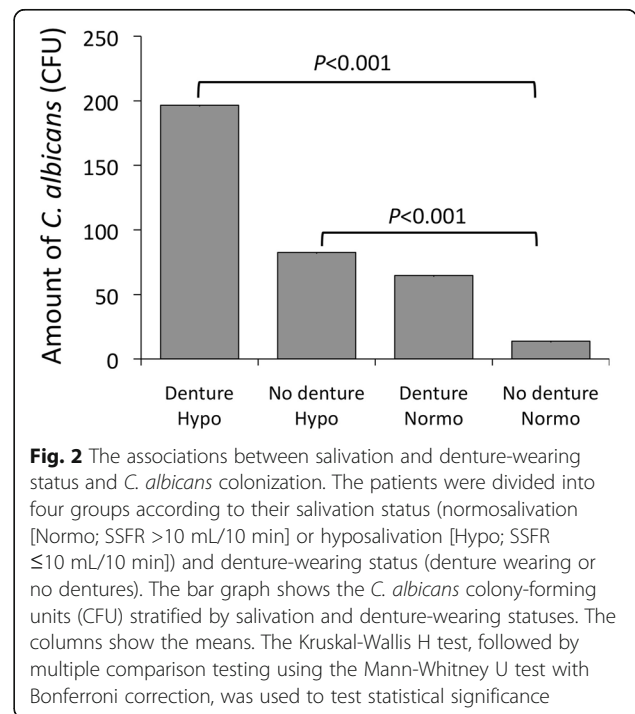 250
200
150
100
50
0
Amount of C. albicans (CFU)
P<0.001
P<0.001
Denture Hypo
No denture Hypo
Denture Normo
No denture Normo
Fig. 2 The associations between salivation and denture-wearing
status and C. albicans colonization. The patients were divided into
four groups according to their salivation status (normosalivation
[Normo; SSFR >10 mL/10 min] or hyposalivation [Hypo; SSFR
≤10 mL/10 min]) and denture-wearing status (denture wearing or
no dentures). The bar graph shows the C. albicans colony-forming
units (CFU) stratified by salivation and denture-wearing statuses. The
columns show the means. The Kruskal-Wallis H test, followed by
multiple comparison testing using the Mann-Whitney U test with
Bonferroni correction, was used to test statistical significance